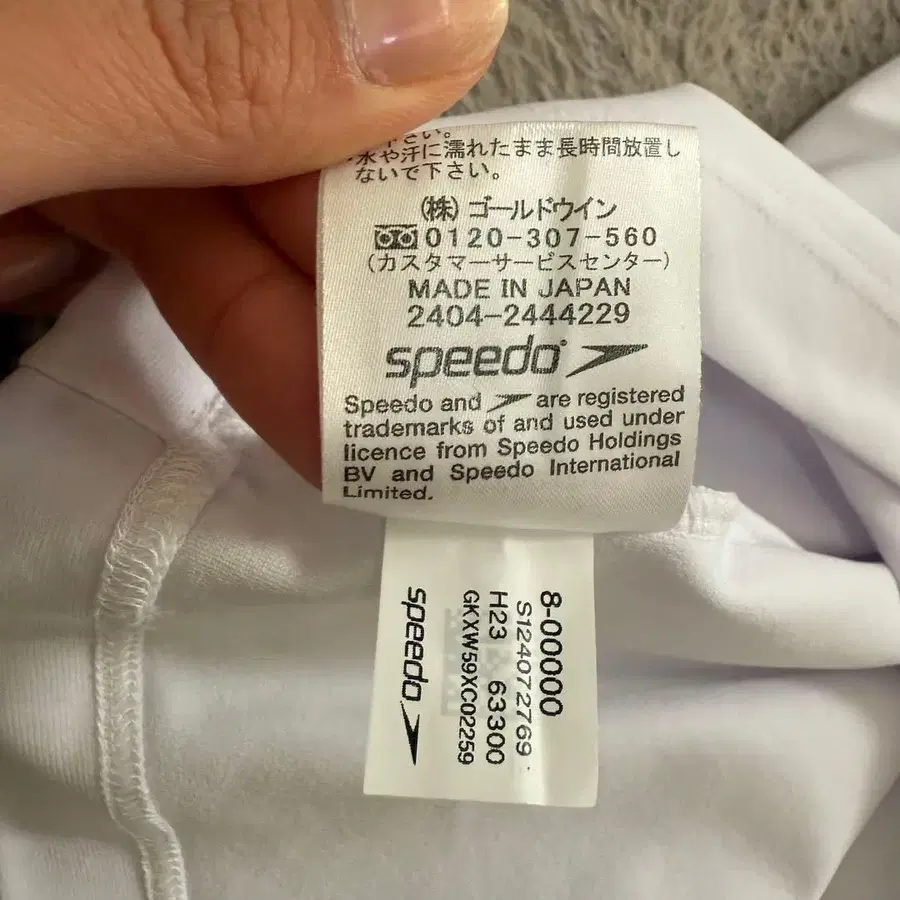 下さい。
・水や汗に濡れたまま長時間放置し
ないで下さい。
(株)ゴールドウイン
0120-307-560
(カスタマーサービスセンター)
MADE IN JAPAN
2404-2444229
speedo
Speedo and are registered
trademarks of and used under
licence from Speedo Holdings
BV and Speedo International
Limited.
8-00000
S124072769
H23 63300
GKXW59XC02259
speedo